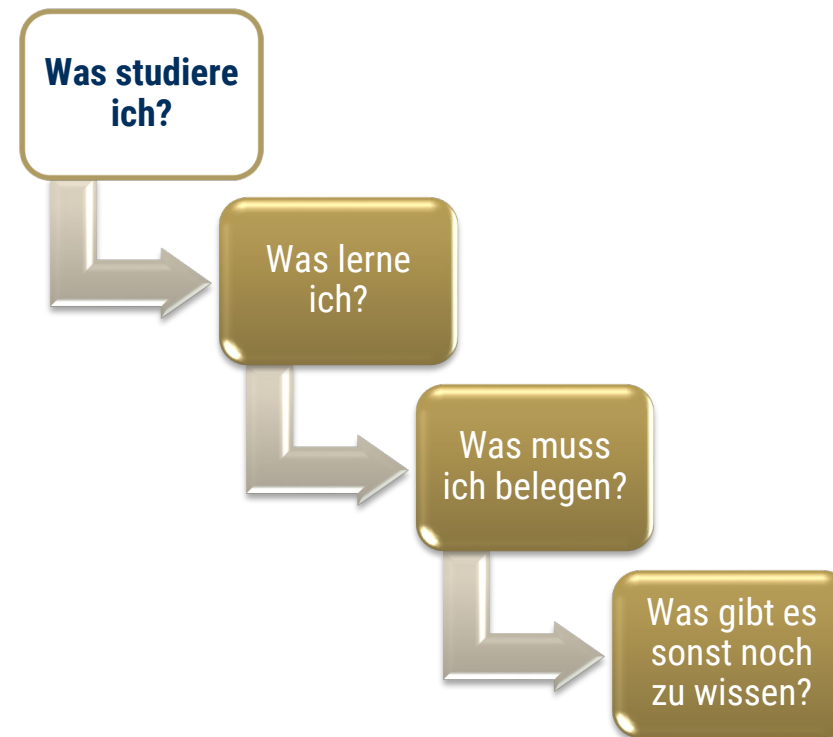 Was studiere
ich?
Was lerne
ich?
Was muss
ich belegen?
Was gibt es
sonst noch
zu wissen?